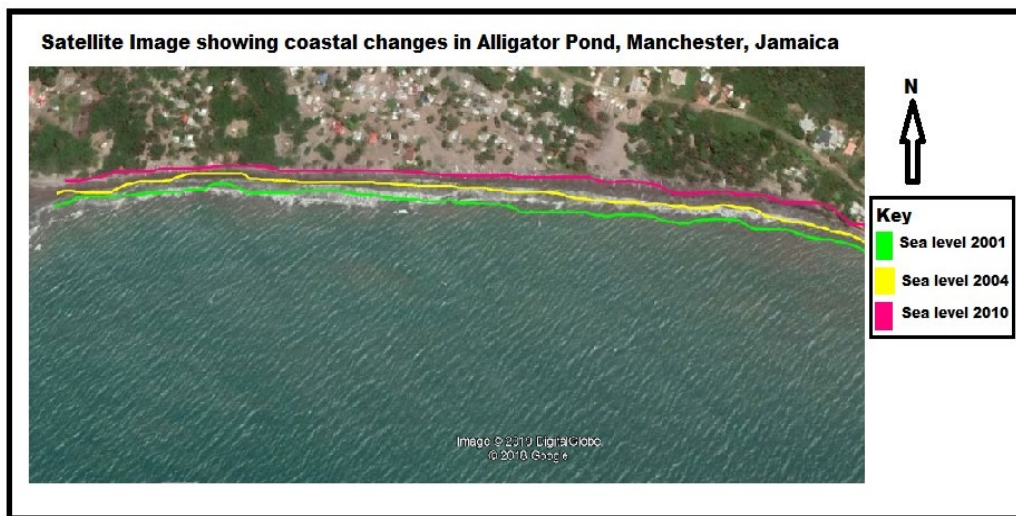 Satellite Image showing coastal changes in Alligator Pond, Manchester, Jamaica
N
Key
Sea level 2001
Sea level 2004
Sea level 2010
Image © 2019 DigitalGlobe
© 2018 Google